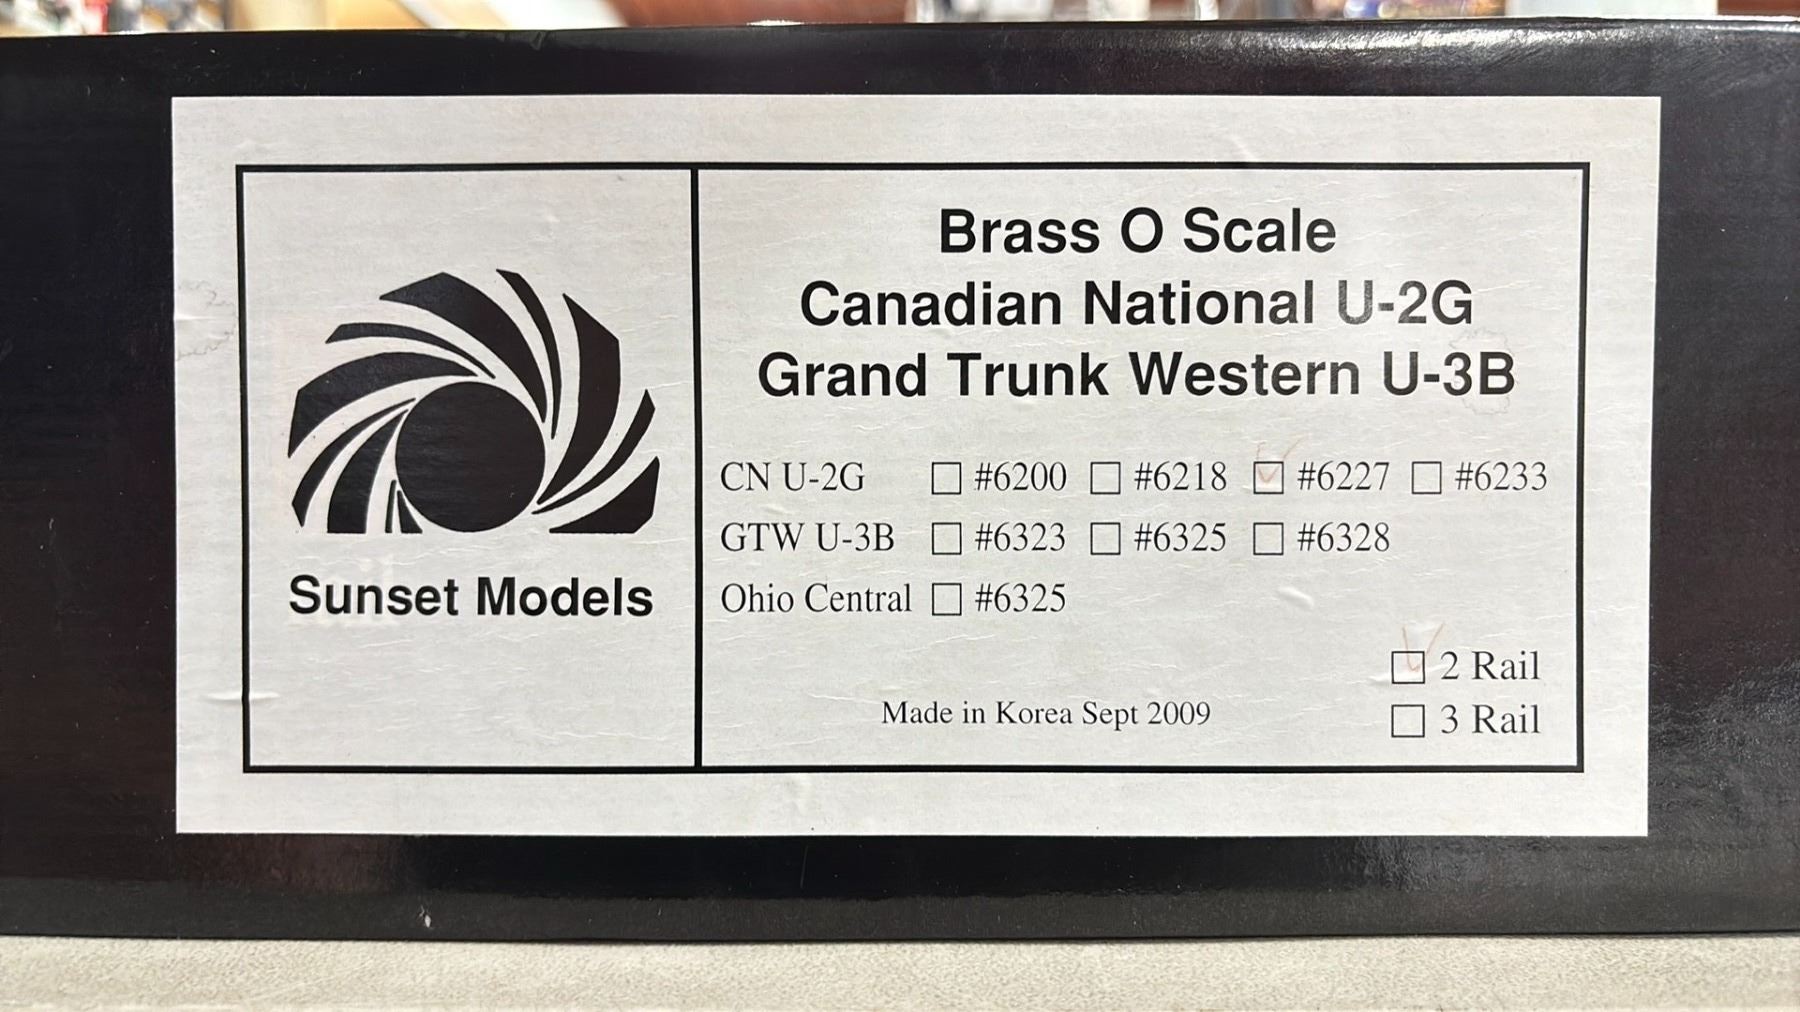 Sunset Models
Brass O Scale
Canadian National U-2G
Grand Trunk Western U-3B
CN U-2G ☐ #6200 ☐ #6218 ☑ #6227 ☐ #6233
GTW U-3B ☐ #6323 ☐ #6325 ☐ #6328
Ohio Central ☐ #6325
☑ 2 Rail
Made in Korea Sept 2009
☐ 3 Rail